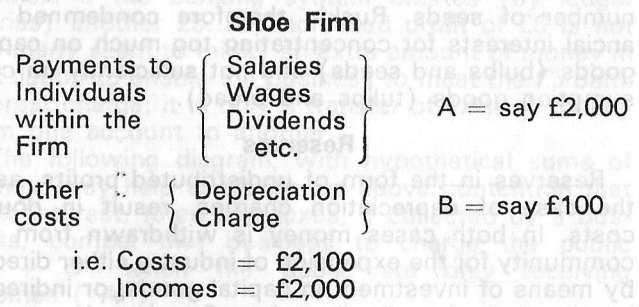 Shoe Firm
Payments to { Salaries
Individuals Wages } A = say £2,000
within the Dividends
Firm etc.
Other { Depreciation } B = say £100
costs Charge
i.e. Costs = £2,100
Incomes = £2,000